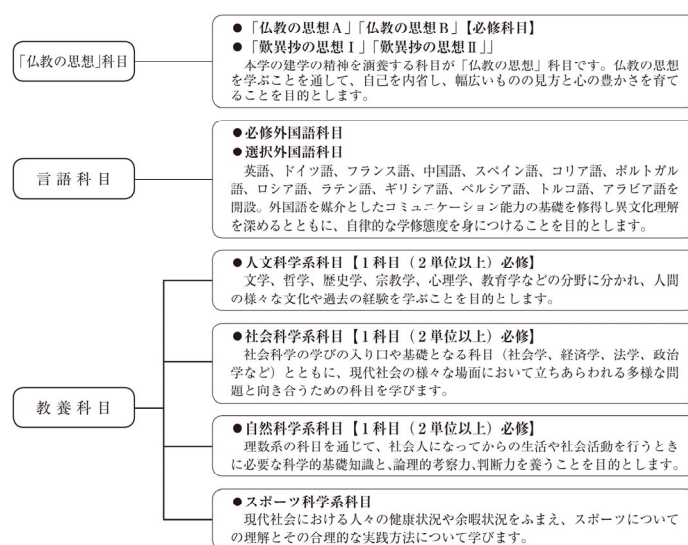 「仏教の思想」科目
●「仏教の思想A」「仏教の思想B」【必修科目】
●「歎異抄の思想Ⅰ」「歎異抄の思想Ⅱ」」
本学の建学の精神を涵養する科目が「仏教の思想」科目です。仏教の思想
を学ぶことを通して、自己を内省し、幅広いものの見方と心の豊かさを育て
ることを目的とします。
言語科目
●必修外国語科目
●選択外国語科目
英語、ドイツ語、フランス語、中国語、スペイン語、コリア語、ポルトガル
語、ロシア語、ラテン語、ギリシア語、ペルシア語、トルコ語、アラビア語を
開設。外国語を媒介としたコミュニケーション能力の基礎を修得し異文化理解
を深めるとともに、自律的な学修態度を身につけることを目的とします。
教養科目
●人文科学系科目【1科目(2単位以上)必修】
文学、哲学、歴史学、宗教学、心理学、教育学などの分野に分かれ、人間
の様々な文化や過去の経験を学ぶことを目的とします。
●社会科学系科目【1科目(2単位以上)必修】
社会科学の学びの入り口や基礎となる科目(社会学、経済学、法学、政治
学など)とともに、現代社会の様々な場面において立ちあらわれる多様な問
題と向き合うための科目を学びます。
●自然科学系科目【1科目(2単位以上)必修】
理数系の科目を通じて、社会人になってからの生活や社会活動を行うとき
に必要な科学的基礎知識と、論理的考察力、判断力を養うことを目的とします。
●スポーツ科学系科目
現代社会における人々の健康状況や余暇状況をふまえ、スポーツについて
の理解とその合理的な実践方法について学びます。